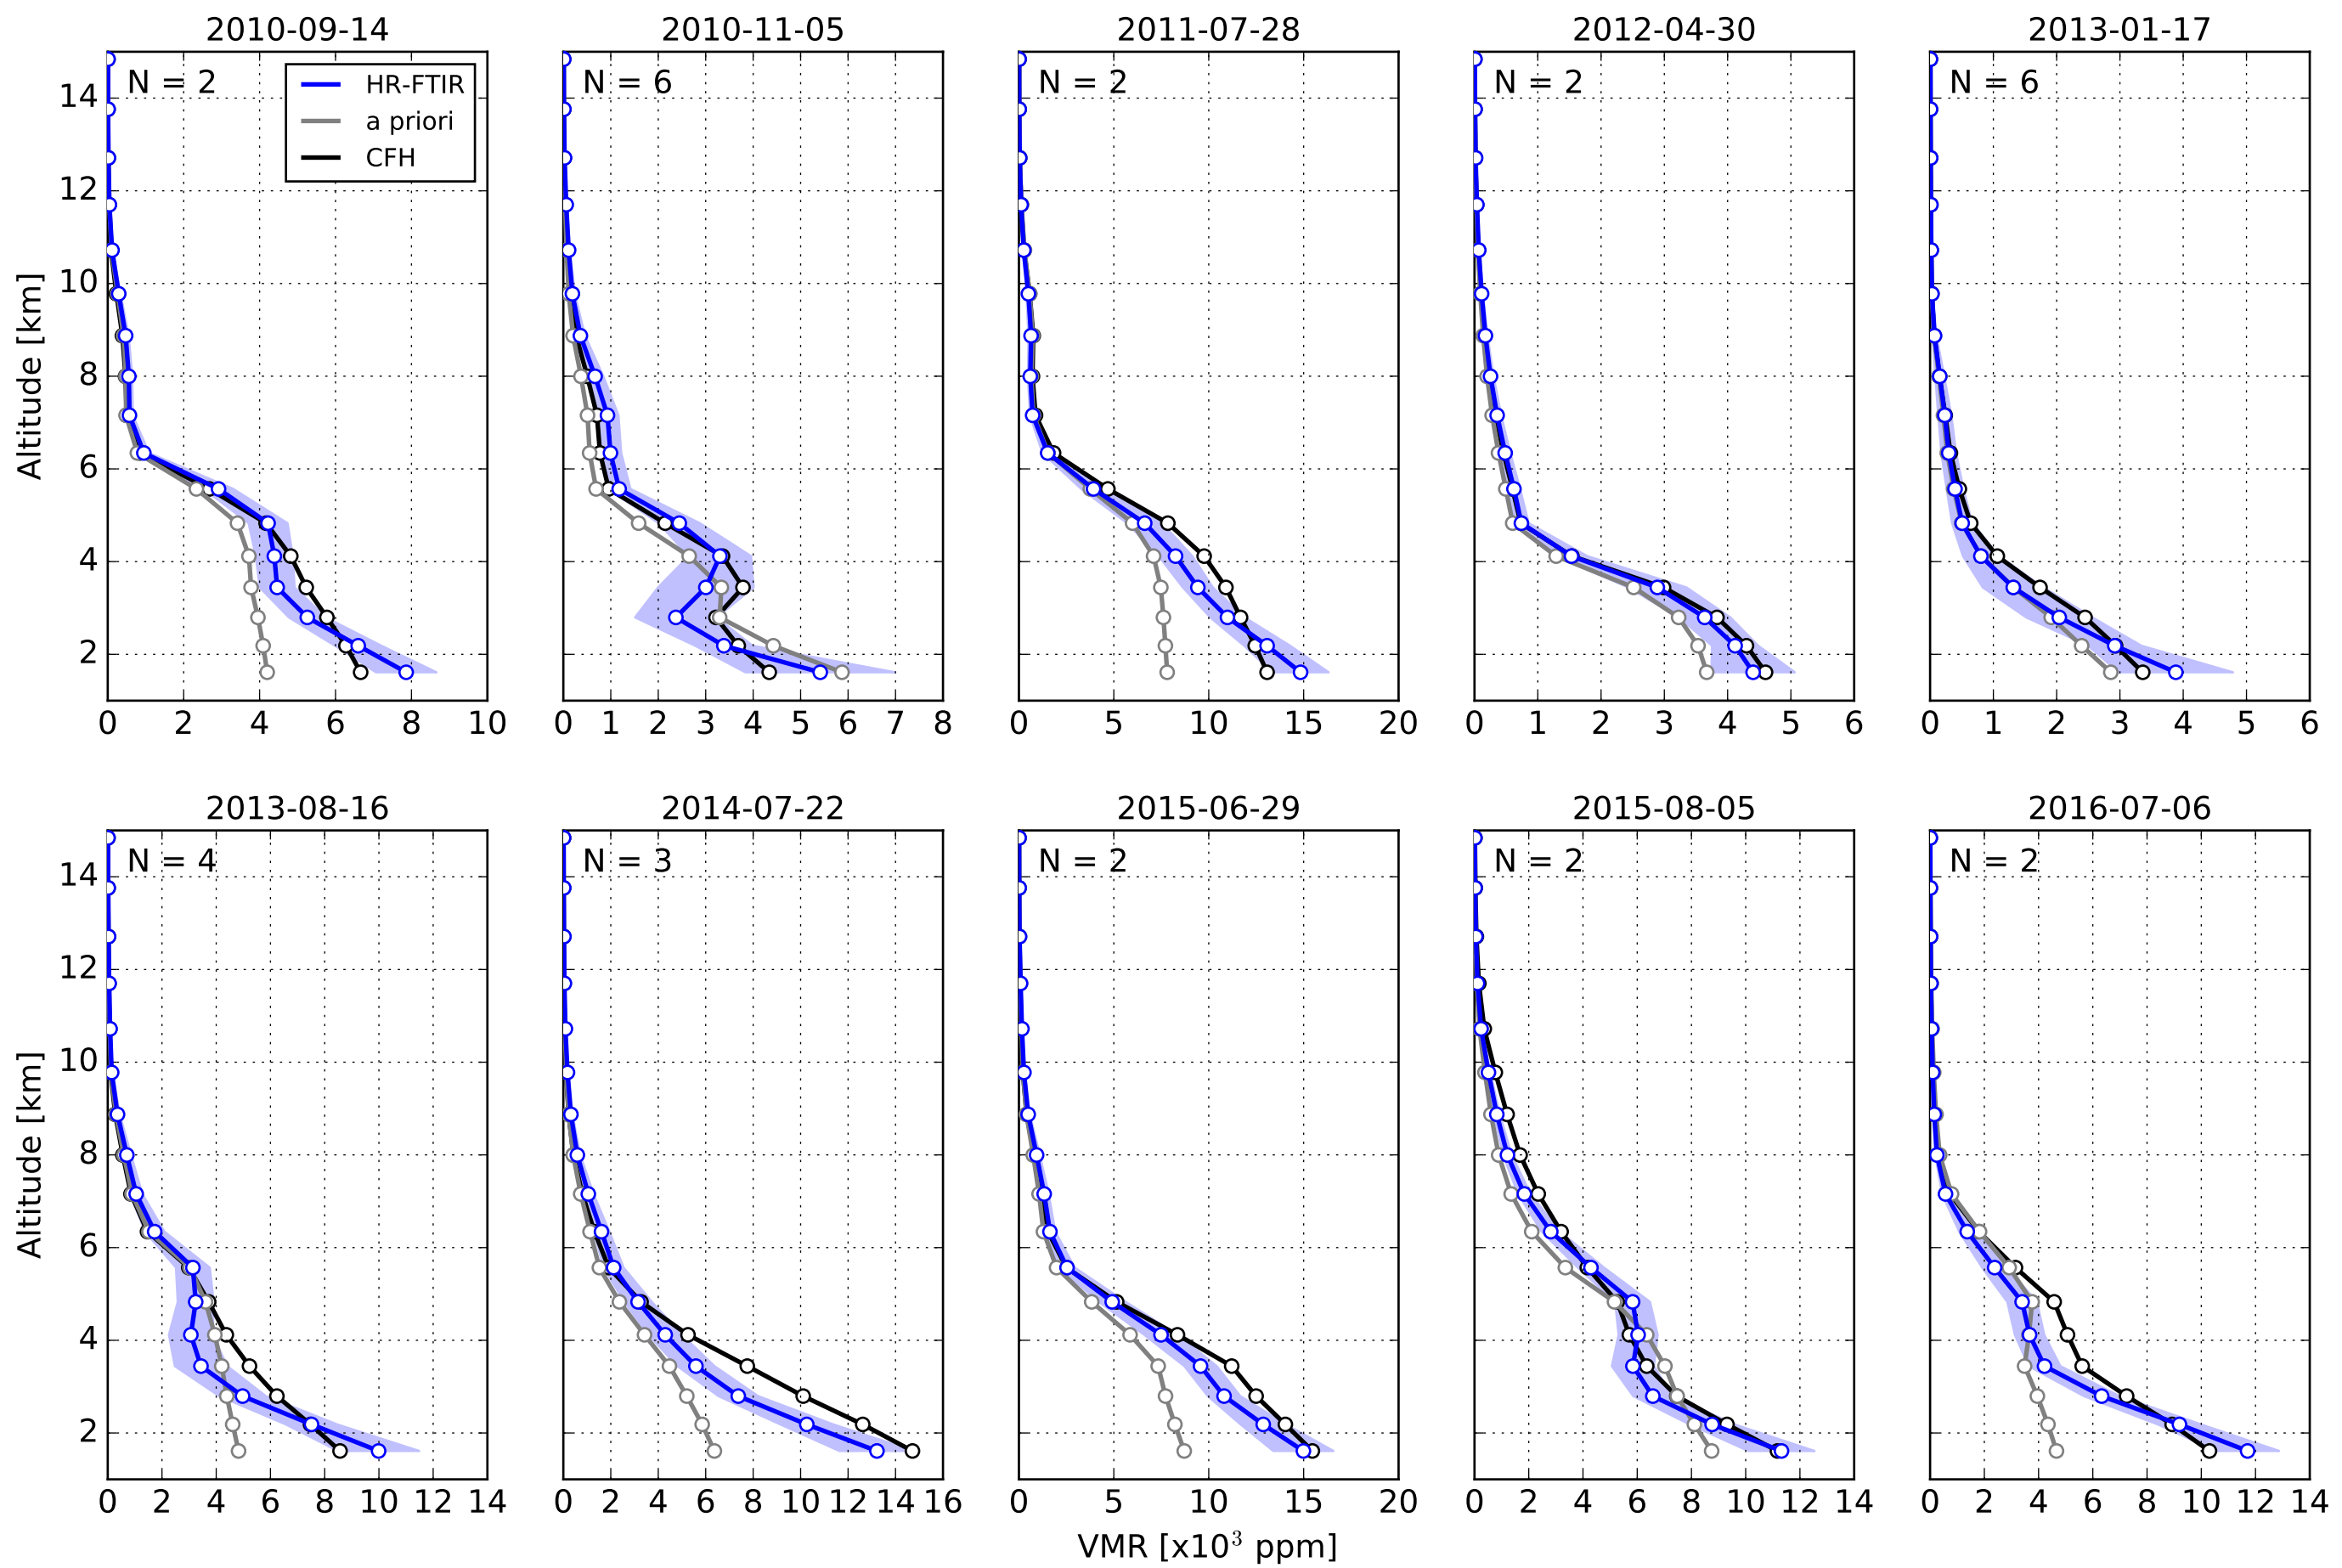 2010-09-14 2010-11-05 2011-07-28 2012-04-30 2013-01-17
N = 2 N = 6 N = 2 N = 2 N = 6
HR-FTIR
a priori
CFH
Altitude [km]
14
12
10
8
6
4
2
0 2 4 6 8 10
0 1 2 3 4 5 6 7 8
0 5 10 15 20
0 1 2 3 4 5 6
0 1 2 3 4 5 6
2013-08-16 2014-07-22 2015-06-29 2015-08-05 2016-07-06
N = 4 N = 3 N = 2 N = 2 N = 2
Altitude [km]
14
12
10
8
6
4
2
0 2 4 6 8 10 12 14
0 2 4 6 8 10 12 14 16
0 5 10 15 20
0 2 4 6 8 10 12 14
0 2 4 6 8 10 12 14
VMR [x10³ ppm]